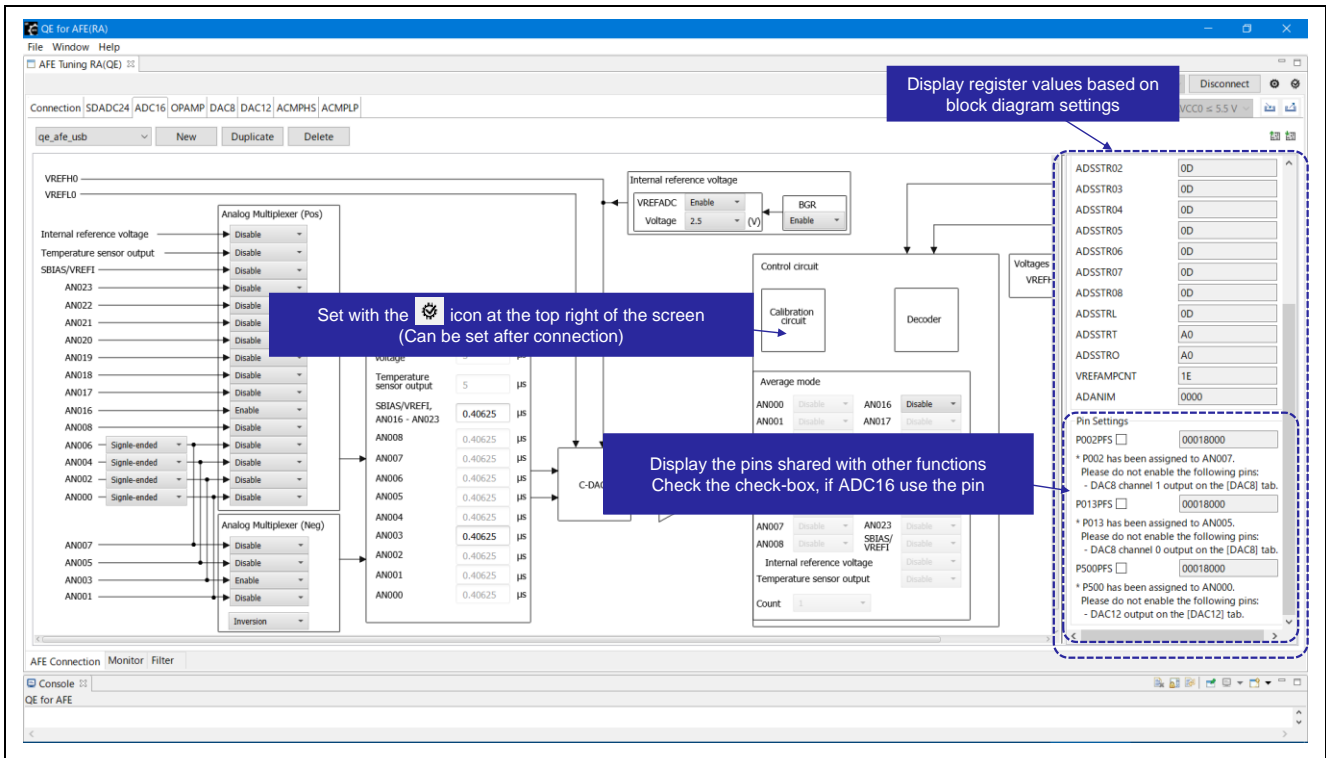 QE for AFE(RA)
File Window Help
AFE Tuning RA(QE)
Disconnect
Connection SDADC24 ADC16 OPAMP DAC8 DAC12 ACMPHS ACMPLP
VCC0 ≤ 5.5 V
qe_afe_usb New Duplicate Delete
Display register values based on
block diagram settings
VREFH0
VREFL0
Analog Multiplexer (Pos)
Internal reference voltage Disable
Temperature sensor output Disable
SBIAS/VREFI Disable
AN023 Disable
AN022 Disable
AN021 Disable
AN020 Disable
AN019 Disable
AN018 Disable
AN017 Disable
AN016 Enable
AN008 Disable
AN006 Signle-ended Disable
AN004 Signle-ended Disable
AN002 Signle-ended Disable
AN000 Signle-ended Disable
Analog Multiplexer (Neg)
AN007 Disable
AN005 Disable
AN003 Enable
AN001 Disable
Inversion
Internal reference voltage
VREFADC Enable
Voltage 2.5 (V)
BGR
Enable
Set with the icon at the top right of the screen
(Can be set after connection)
voltage 5 µs
Temperature
sensor output 5 µs
SBIAS/VREFI,
AN016 - AN023 0.40625 µs
AN008 0.40625 µs
AN007 0.40625 µs
AN006 0.40625 µs
AN005 0.40625 µs
AN004 0.40625 µs
AN003 0.40625 µs
AN002 0.40625 µs
AN001 0.40625 µs
AN000 0.40625 µs
C-DAC
Control circuit
Calibration
circuit
Decoder
Voltages
VREFH
Average mode
AN000 Disable AN016 Disable
AN001 Disable AN017 Disable
Display the pins shared with other functions
Check the check-box, if ADC16 use the pin
AN007 Disable AN023 Disable
AN008 Disable SBIAS/
VREFI Disable
Internal reference voltage Disable
Temperature sensor output Disable
Count 1
ADSSTR02 0D
ADSSTR03 0D
ADSSTR04 0D
ADSSTR05 0D
ADSSTR06 0D
ADSSTR07 0D
ADSSTR08 0D
ADSSTRL 0D
ADSSTRT A0
ADSSTRO A0
VREFAMPCNT 1E
ADANIM 0000
Pin Settings
P002PFS 00018000
* P002 has been assigned to AN007.
Please do not enable the following pins:
- DAC8 channel 1 output on the [DAC8] tab.
P013PFS 00018000
* P013 has been assigned to AN005.
Please do not enable the following pins:
- DAC8 channel 0 output on the [DAC8] tab.
P500PFS 00018000
* P500 has been assigned to AN000.
Please do not enable the following pins:
- DAC12 output on the [DAC12] tab.
AFE Connection Monitor Filter
Console
QE for AFE